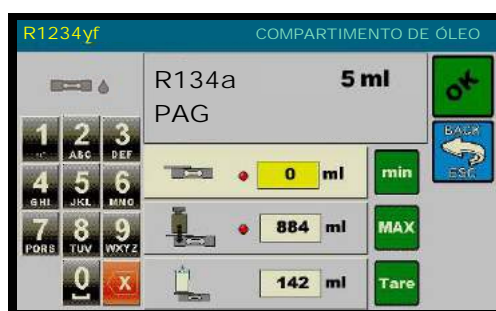 R1234yf COMPARTIMENTO DE ÓLEO
R134a 5 ml
PAG
OK
BACK
ESC
1 2 3
ABC DEF
4 5 6
GHI JKL MNO
7 8 9
PQRS TUV WXYZ
0 X
0 ml min
884 ml MAX
142 ml Tare